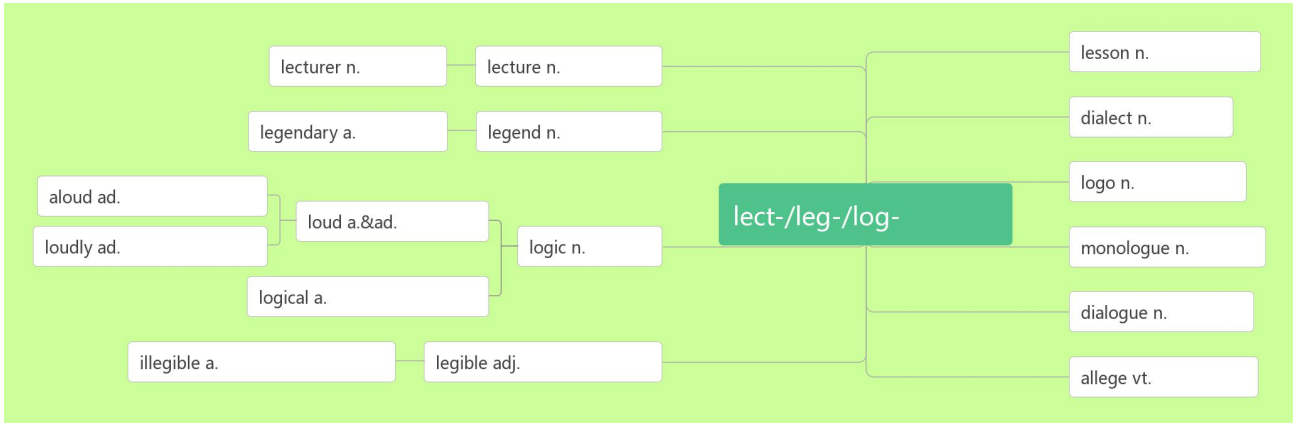 lect-/leg-/log-
lecture n.
lecturer n.
legend n.
legendary a.
logic n.
loud a.&ad.
aloud ad.
loudly ad.
logical a.
legible adj.
illegible a.
lesson n.
dialect n.
logo n.
monologue n.
dialogue n.
allege vt.